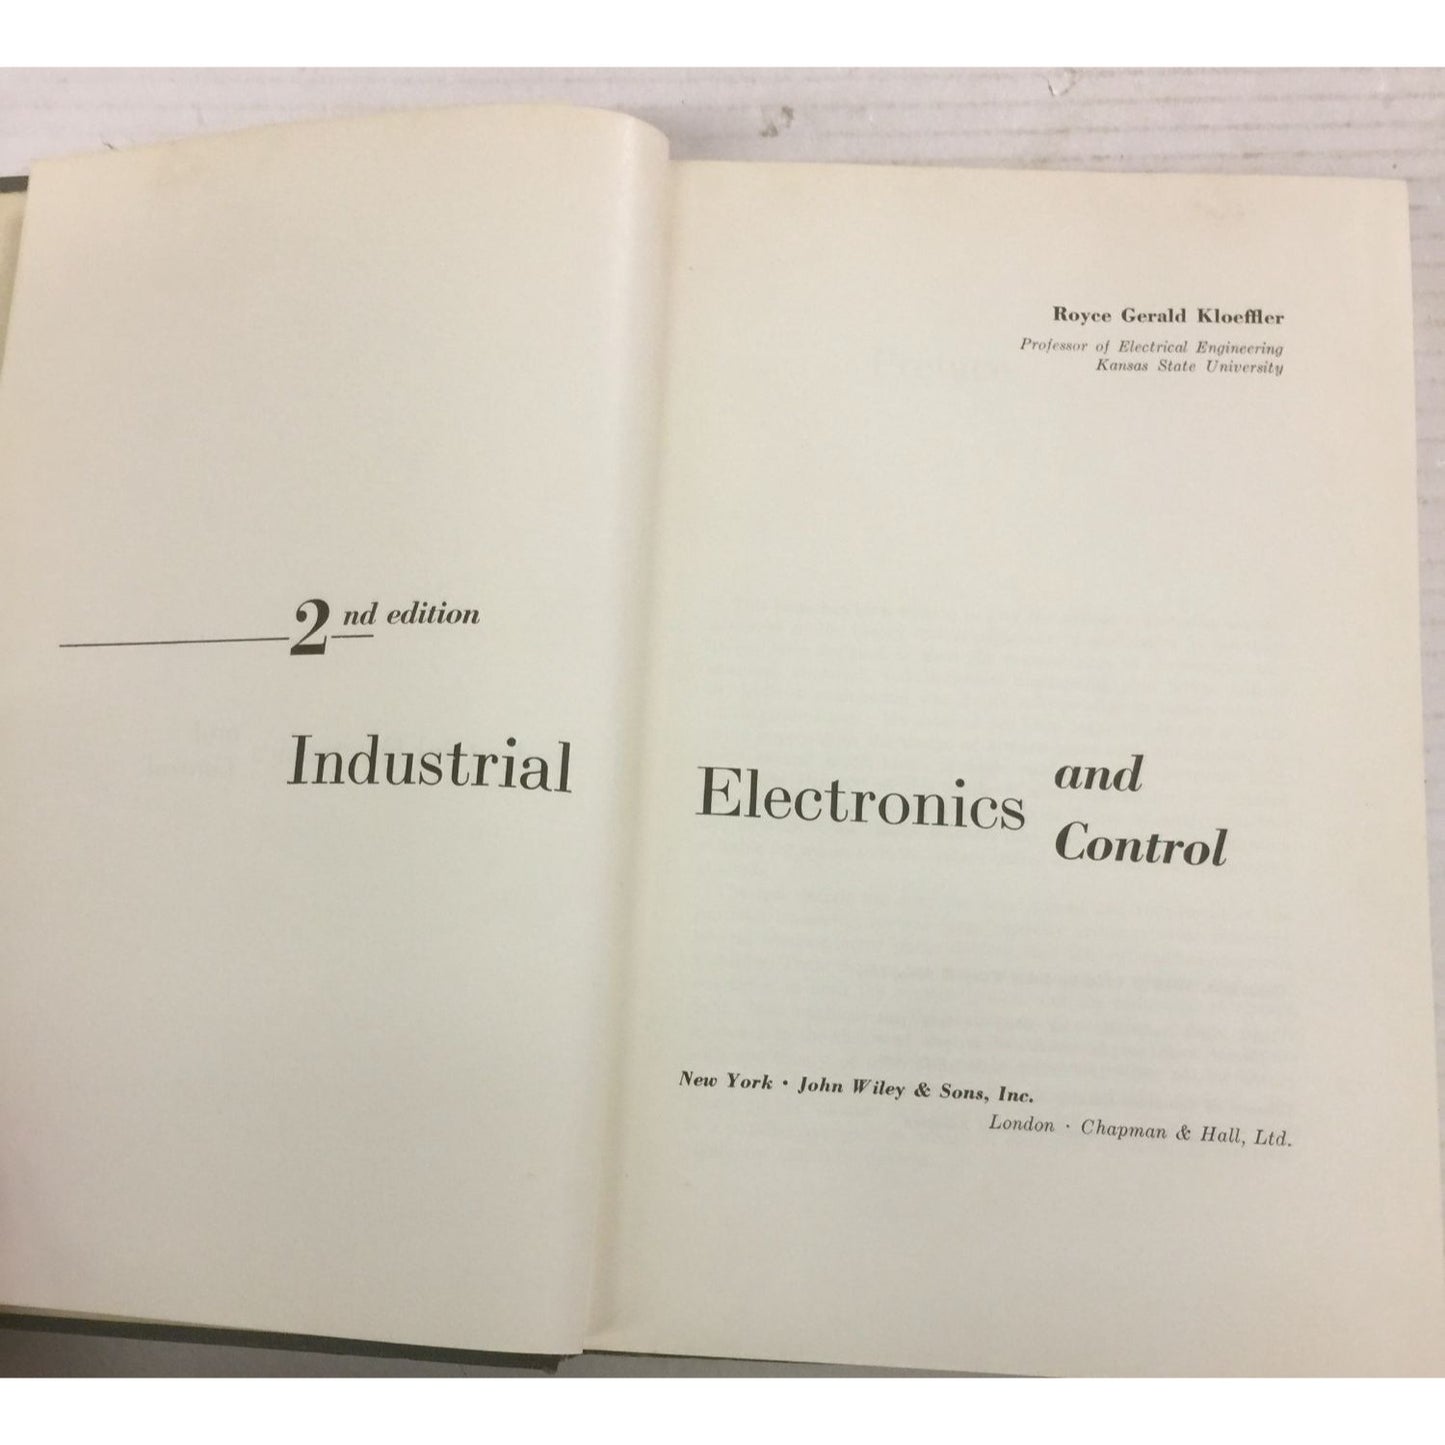 2nd edition
Industrial Electronics and
Control
Royce Gerald Kloeffler
Professor of Electrical Engineering
Kansas State University
New York • John Wiley & Sons, Inc.
London · Chapman & Hall, Ltd.